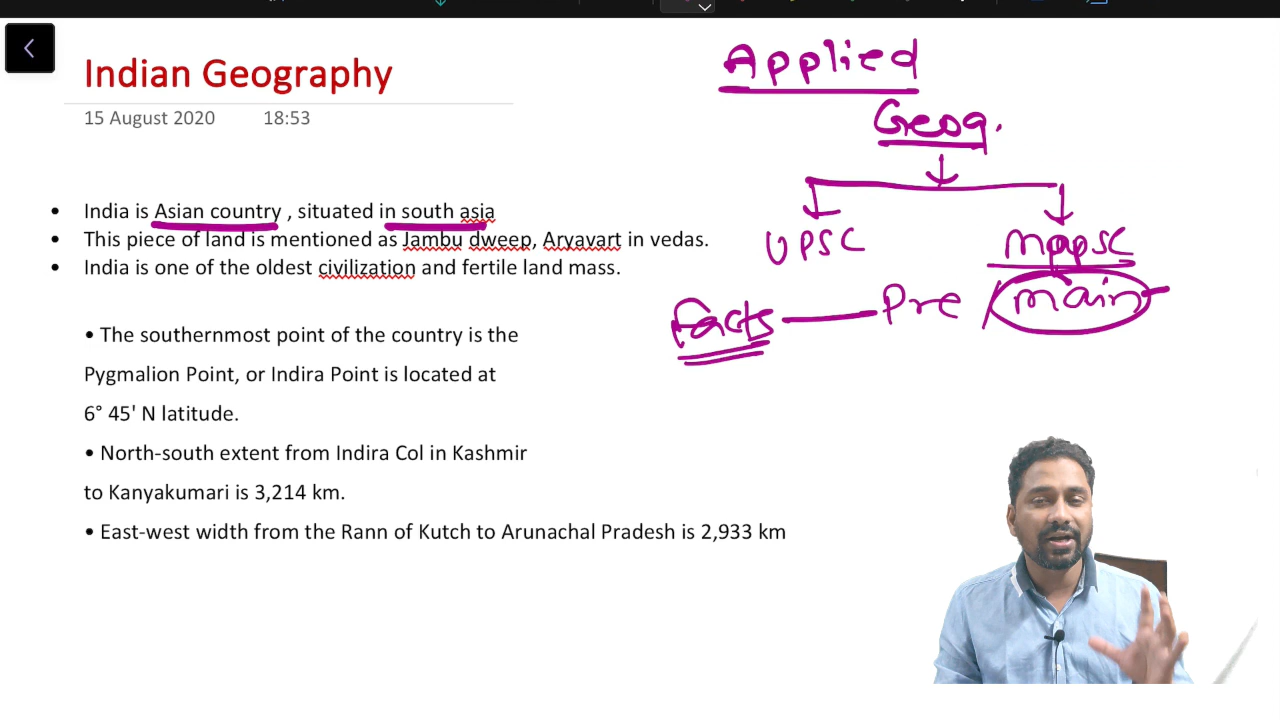 Indian Geography
15 August 2020 18:53
• India is Asian country , situated in south asia
• This piece of land is mentioned as Jambu dweep, Aryavart in vedas.
• India is one of the oldest civilization and fertile land mass.
• The southernmost point of the country is the
Pygmalion Point, or Indira Point is located at
6° 45' N latitude.
• North-south extent from Indira Col in Kashmir
to Kanyakumari is 3,214 km.
• East-west width from the Rann of Kutch to Arunachal Pradesh is 2,933 km
Applied
Geog.
UPSC MPPSC
Facts — Pre / main